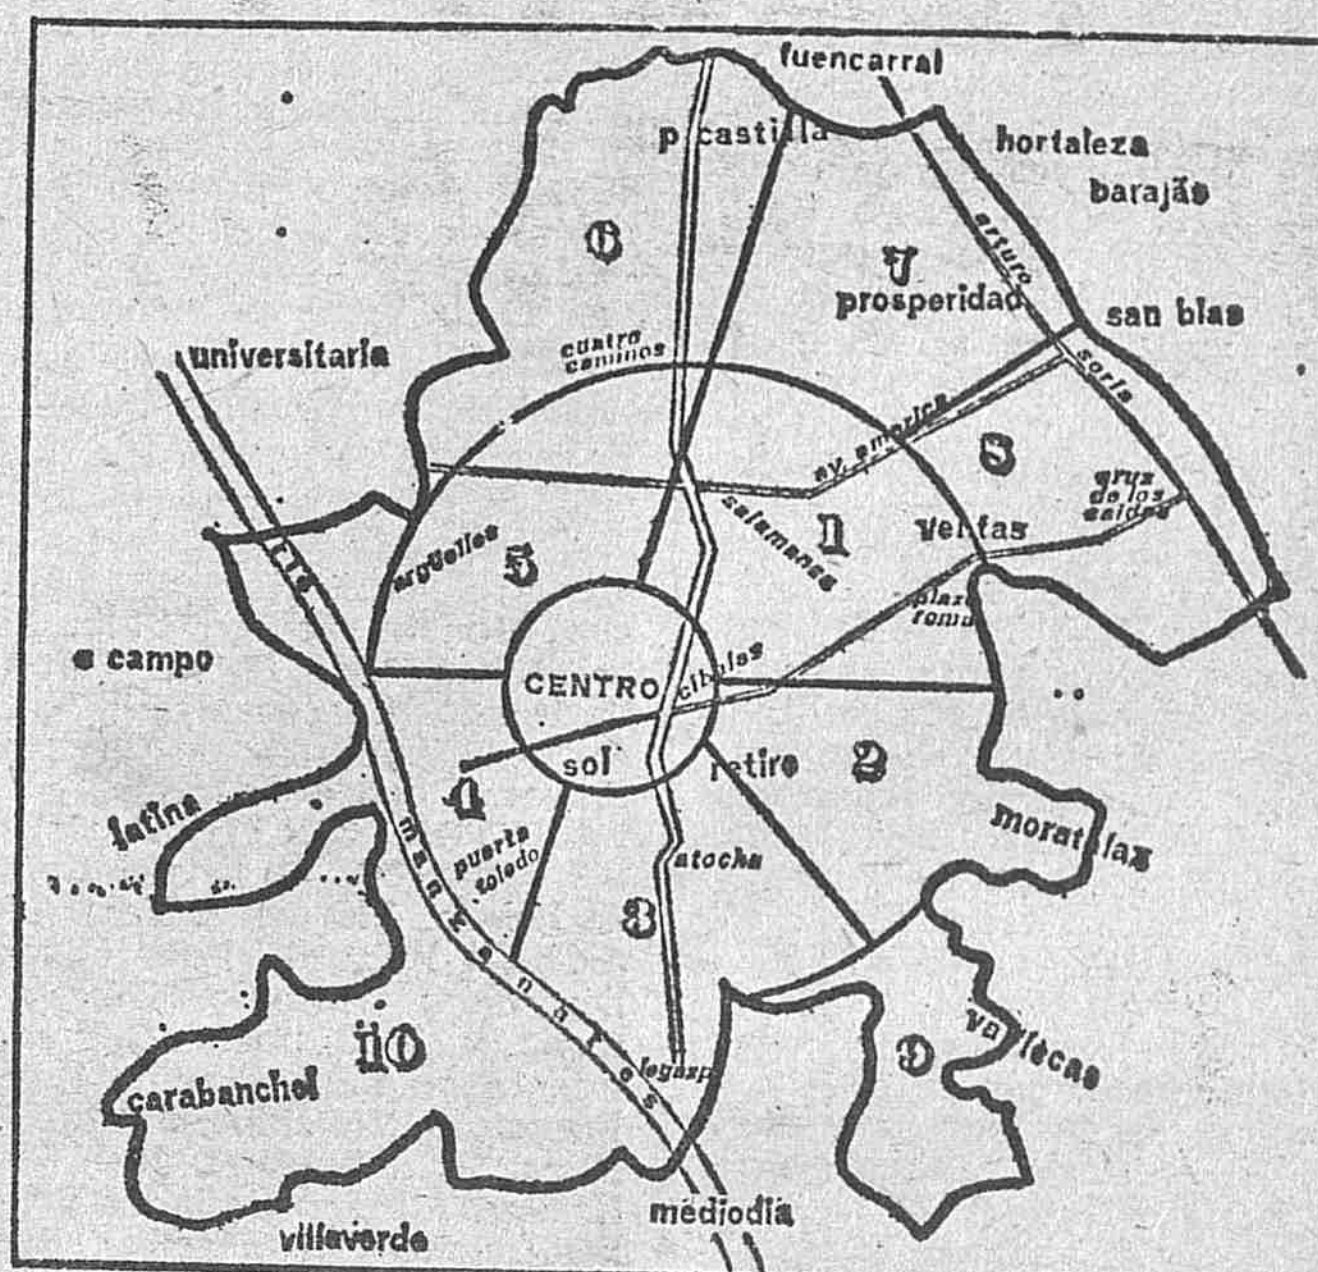 fuencarral
p. castilla
hortaleza
barajas
6
7
arturo
soria
prosperidad
san blas
universitaria
cuatro
caminos
av. america
8
cruz
de los
caidos
salamanca
1
ventas
argüelles
5
rio
plaza
roma
c campo
CENTRO
cibeles
sol
retiro
2
4
latina
puerta
toledo
manzanares
atocha
moratalaz
3
10
vallecas
9
legazpi
carabanchel
mediodia
villaverde